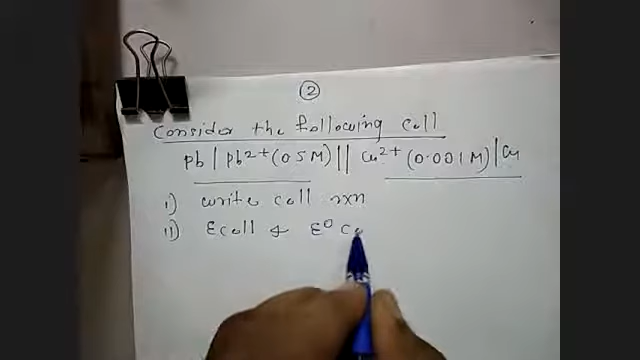 ②
Consider the following cell
Pb | Pb2+(0.5M) || Cu2+ (0.001M) | Cu
i) write cell rxn
ii) Ecell & E⁰ Ce